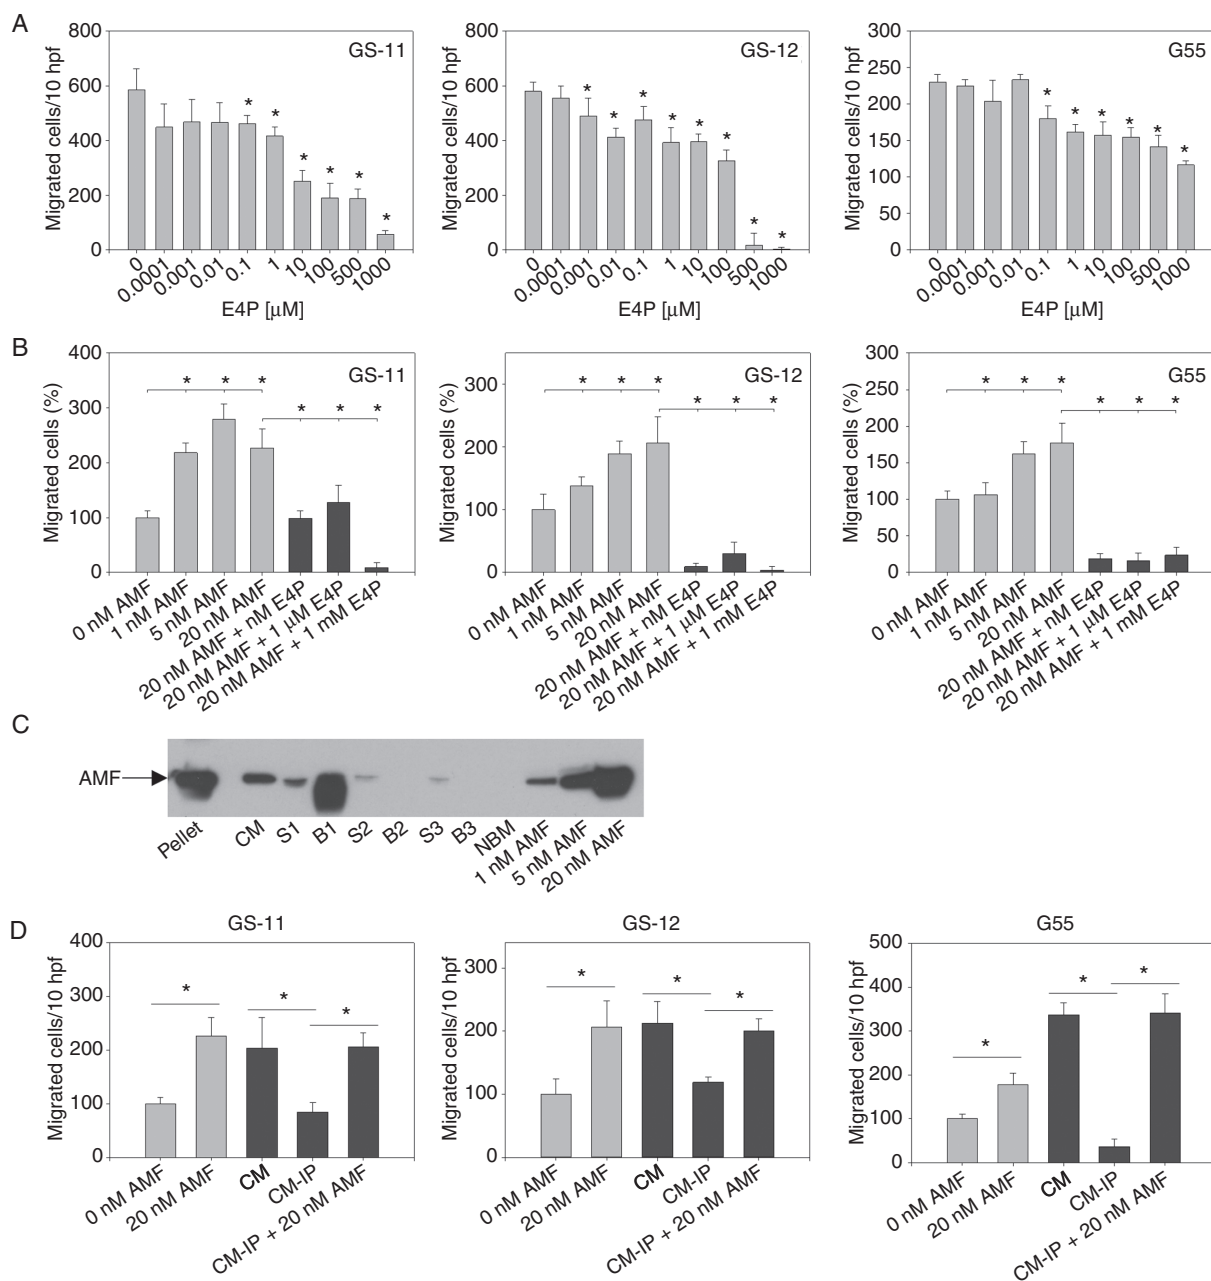 A
GS-11
Migrated cells/10 hpf
800
600
400
200
0
* * * * * *
0 0.0001 0.001 0.01 0.1 1 10 100 500 1000
E4P [μM]
GS-12
Migrated cells/10 hpf
800
600
400
200
0
* * * * * * * *
0 0.0001 0.001 0.01 0.1 1 10 100 500 1000
E4P [μM]
G55
Migrated cells/10 hpf
300
250
200
150
100
50
0
* * * * * *
0 0.0001 0.001 0.01 0.1 1 10 100 500 1000
E4P [μM]
B
GS-11
Migrated cells (%)
400
300
200
100
0
* * *
* * *
0 nM AMF
1 nM AMF
5 nM AMF
20 nM AMF
20 nM AMF + nM E4P
20 nM AMF + 1 μM E4P
20 nM AMF + 1 mM E4P
GS-12
Migrated cells (%)
300
200
100
0
* * *
* * *
0 nM AMF
1 nM AMF
5 nM AMF
20 nM AMF
20 nM AMF + nM E4P
20 nM AMF + 1 μM E4P
20 nM AMF + 1 mM E4P
G55
Migrated cells (%)
300
250
200
150
100
50
0
* * *
* * *
0 nM AMF
1 nM AMF
5 nM AMF
20 nM AMF
20 nM AMF + nM E4P
20 nM AMF + 1 μM E4P
20 nM AMF + 1 mM E4P
C
AMF
Pellet
CM
S1
B1
S2
B2
S3
B3
NBM
1 nM AMF
5 nM AMF
20 nM AMF
D
GS-11
Migrated cells/10 hpf
400
300
200
100
0
* * *
0 nM AMF
20 nM AMF
CM
CM-IP
CM-IP + 20 nM AMF
GS-12
Migrated cells/10 hpf
300
200
100
0
* * *
0 nM AMF
20 nM AMF
CM
CM-IP
CM-IP + 20 nM AMF
G55
Migrated cells/10 hpf
500
400
300
200
100
0
* * *
0 nM AMF
20 nM AMF
CM
CM-IP
CM-IP + 20 nM AMF